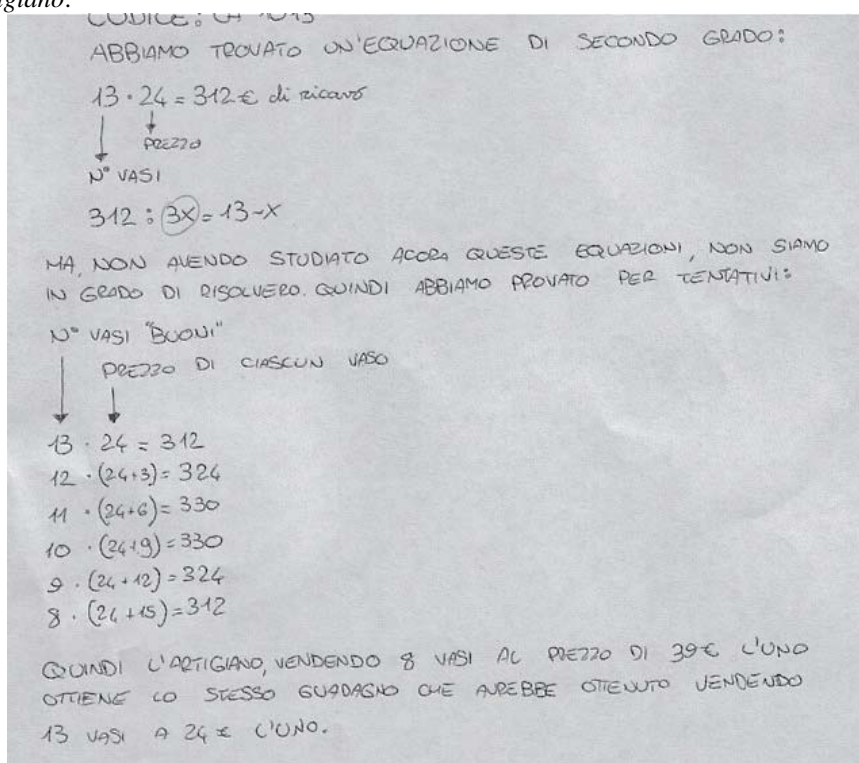 giano.
CODICE:
ABBIAMO TROVATO UN'EQUAZIONE DI SECONDO GRADO:
13 · 24 = 312 € di ricavo
PREZZO
N° VASI
312 : 3X = 13-X
MA, NON AVENDO STUDIATO ACORA QUESTE EQUAZIONI, NON SIAMO
IN GRADO DI RISOLVERO. QUINDI ABBIAMO PROVATO PER TENTATIVI:
N° VASI "BUONI"
PREZZO DI CIASCUN VASO
13 · 24 = 312
12 · (24+3) = 324
11 · (24+6) = 330
10 · (24+9) = 330
9 · (24+12) = 324
8 · (24+15) = 312
QUINDI L'ARTIGIANO, VENDENDO 8 VASI AL PREZZO DI 39€ L'UNO
OTTIENE LO STESSO GUADAGNO CHE AVREBBE OTTENUTO VENDENDO
13 VASI A 24 € L'UNO.